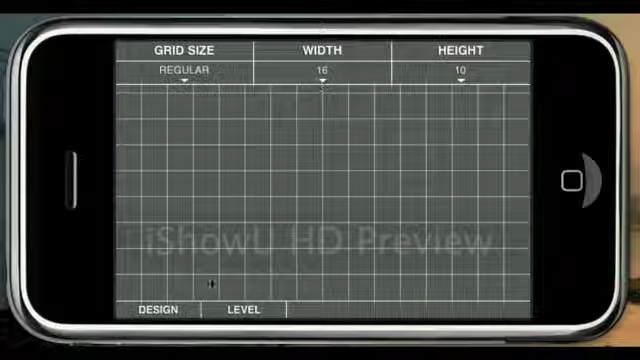 GRID SIZE WIDTH HEIGHT
REGULAR 16 10
iShowU HD Preview
DESIGN LEVEL